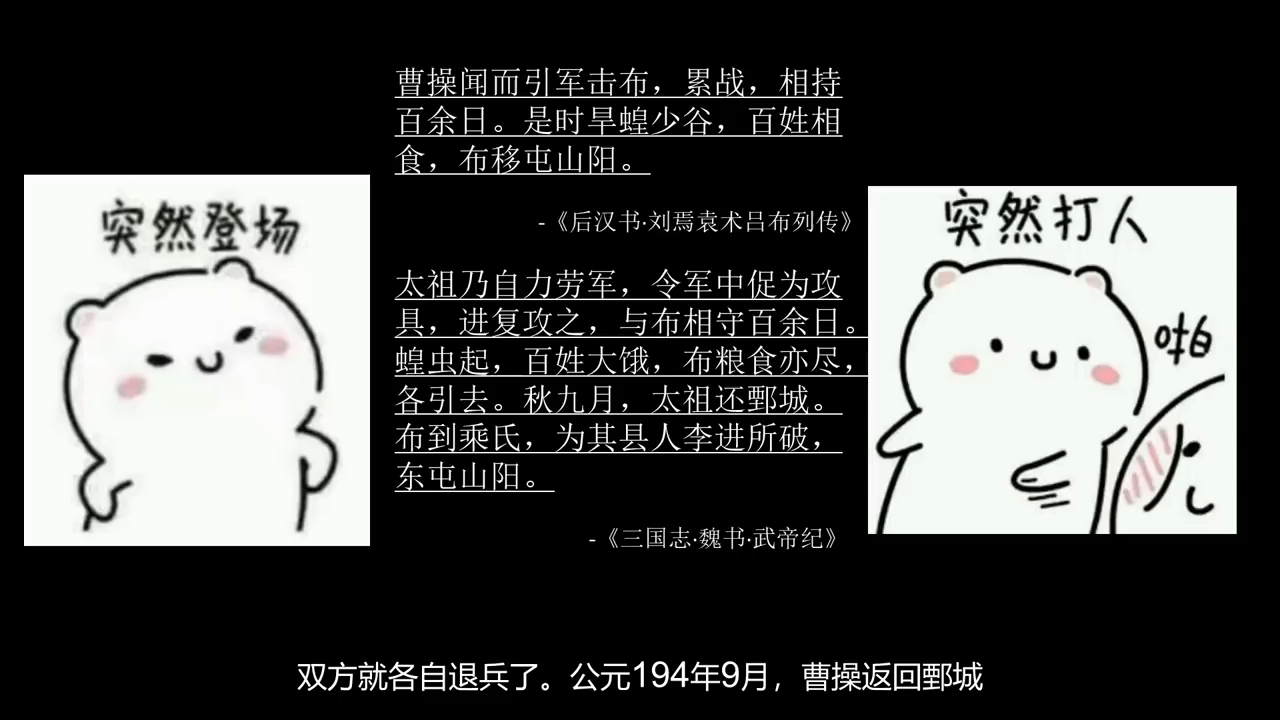 曹操闻而引军击布，累战，相持
百余日。是时旱蝗少谷，百姓相
食，布移屯山阳。
-《后汉书·刘焉袁术吕布列传》
突然登场
突然打人
啪
太祖乃自力劳军，令军中促为攻
具，进复攻之，与布相守百余日。
蝗虫起，百姓大饿，布粮食亦尽，
各引去。秋九月，太祖还鄄城。
布到乘氏，为其县人李进所破，
东屯山阳。
-《三国志·魏书·武帝纪》
双方就各自退兵了。公元194年9月，曹操返回鄄城